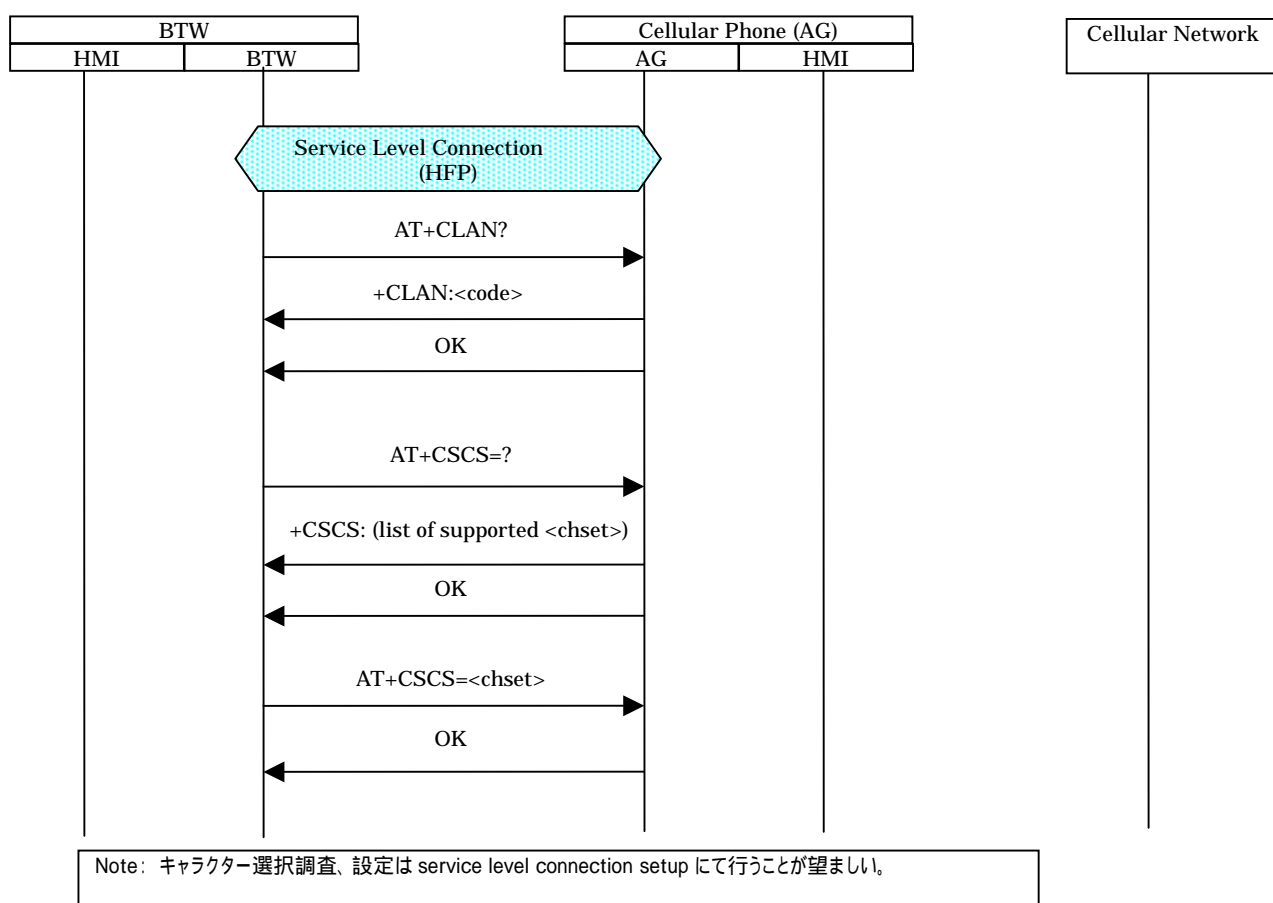 BTW
Cellular Phone (AG)
Cellular Network
HMI
BTW
AG
HMI
Service Level Connection
(HFP)
AT+CLAN?
+CLAN:<code>
OK
AT+CSCS=?
+CSCS: (list of supported <chset>)
OK
AT+CSCS=<chset>
OK
Note: キャラクター選択調査、設定は service level connection setup にて行うことが望ましい。